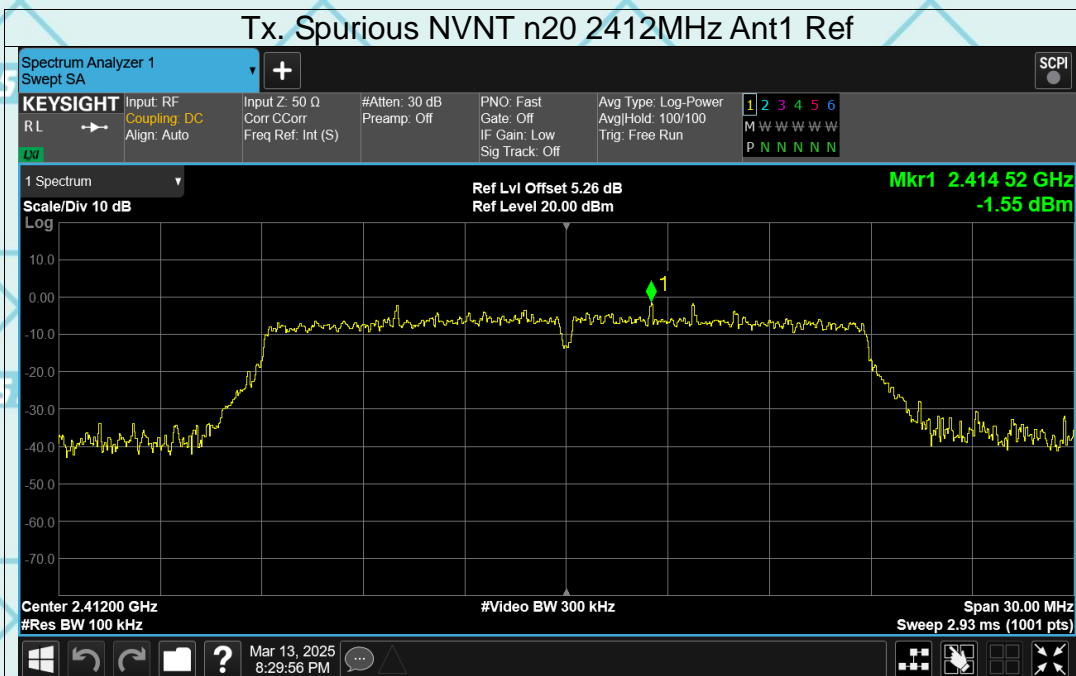 Tx. Spurious NVNT n20 2412MHz Ant1 Ref
Spectrum Analyzer 1
Swept SA
+
SCPI
KEYSIGHT
R L
LXI
Input: RF
Coupling: DC
Align: Auto
Input Z: 50 Ω
Corr CCorr
Freq Ref: Int (S)
#Atten: 30 dB
Preamp: Off
PNO: Fast
Gate: Off
IF Gain: Low
Sig Track: Off
Avg Type: Log-Power
Avg|Hold: 100/100
Trig: Free Run
1 2 3 4 5 6
M W W W W W
P N N N N N
1 Spectrum
Scale/Div 10 dB
Ref Lvl Offset 5.26 dB
Ref Level 20.00 dBm
Mkr1 2.414 52 GHz
-1.55 dBm
Log
10.0
0.00
-10.0
-20.0
-30.0
-40.0
-50.0
-60.0
-70.0
1
Center 2.41200 GHz
#Res BW 100 kHz
#Video BW 300 kHz
Span 30.00 MHz
Sweep 2.93 ms (1001 pts)
?
Mar 13, 2025
8:29:56 PM